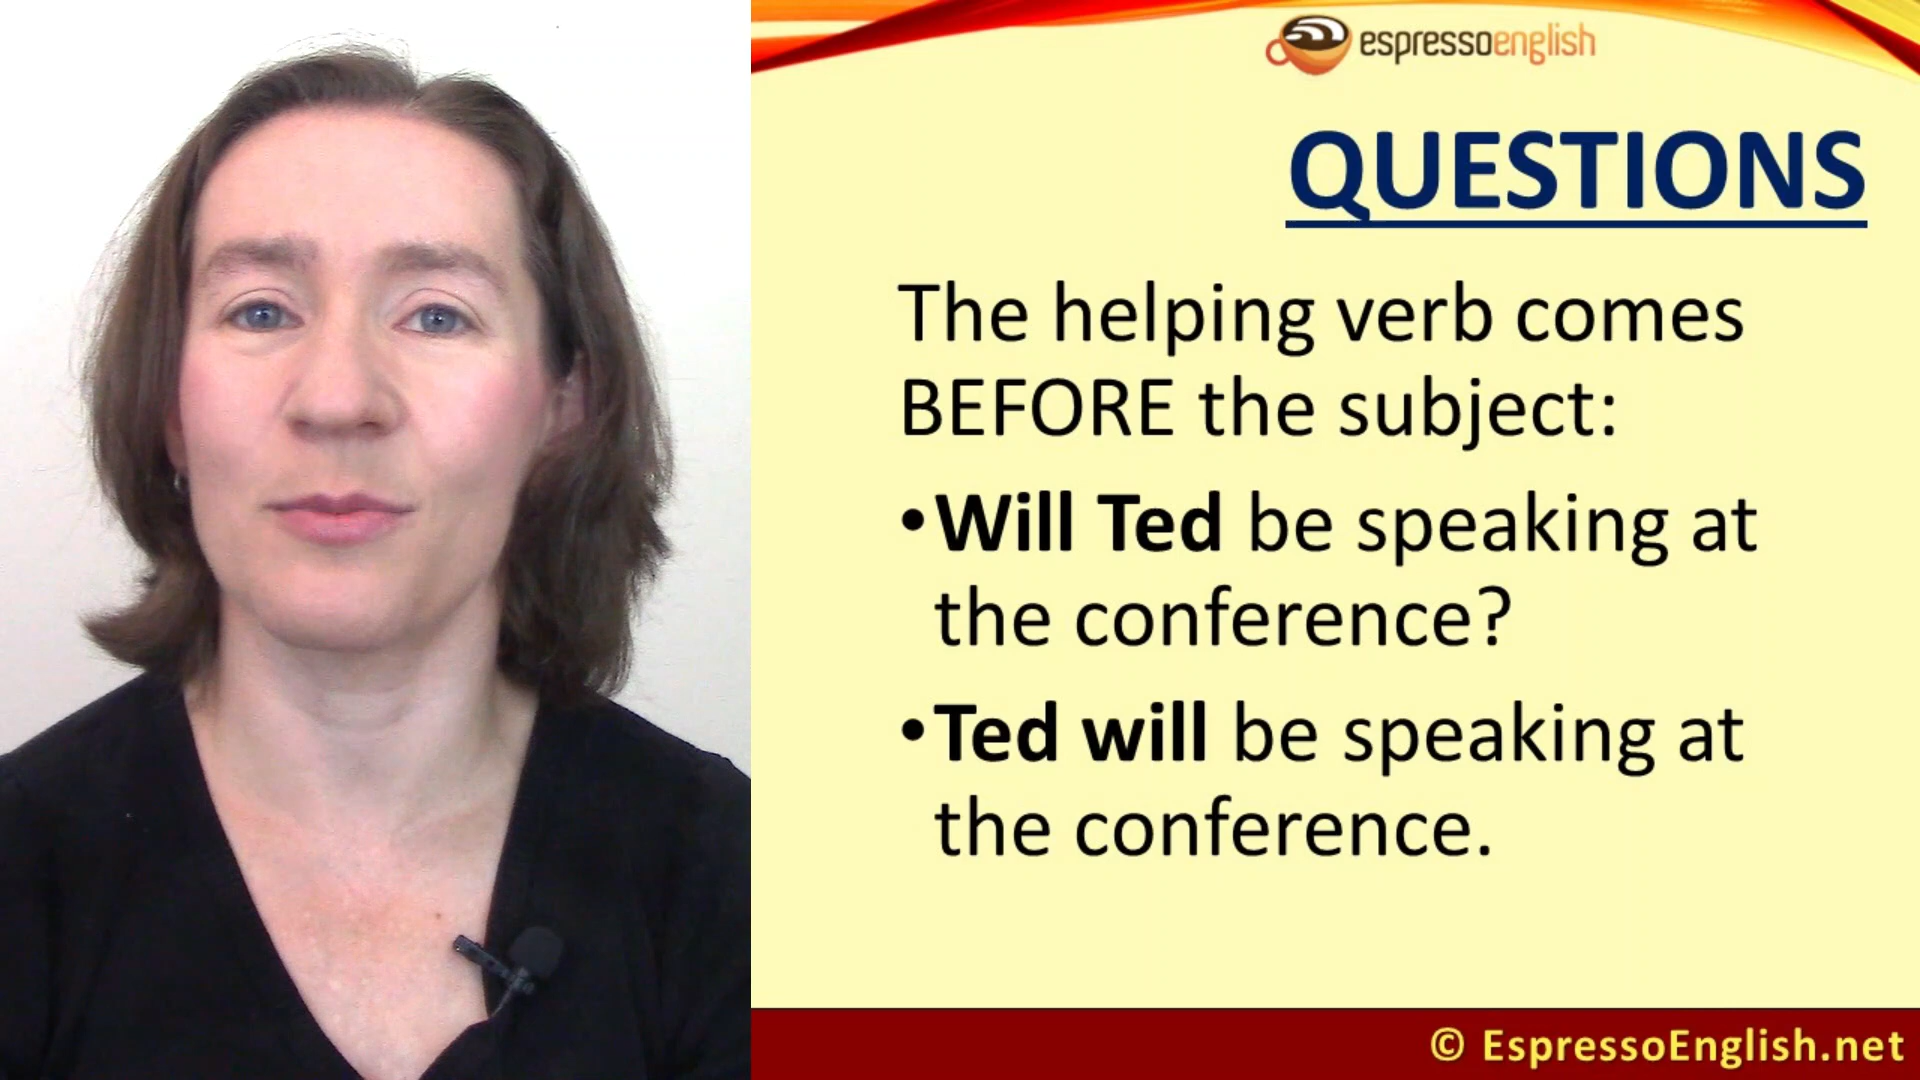 espressoenglish
QUESTIONS
The helping verb comes
BEFORE the subject:
•Will Ted be speaking at
the conference?
•Ted will be speaking at
the conference.
© EspressoEnglish.net